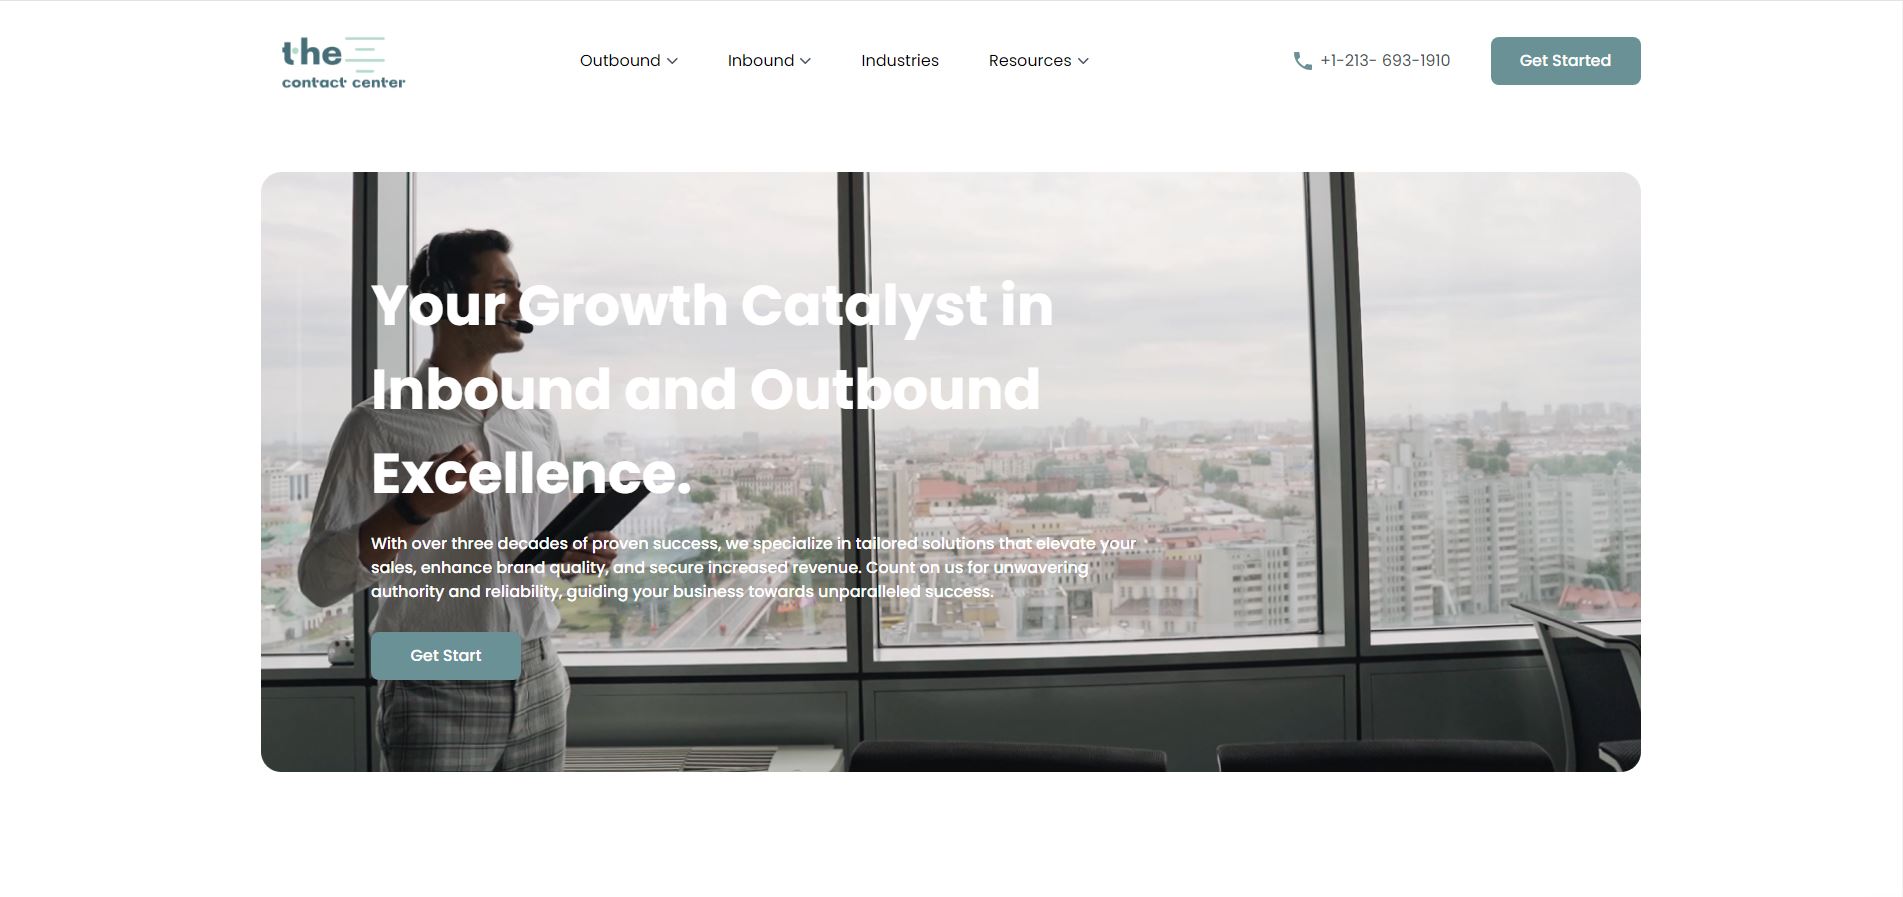 the
contact center
Outbound
Inbound
Industries
Resources
+1-213- 693-1910
Get Started
Your Growth Catalyst in
Inbound and Outbound
Excellence.
With over three decades of proven success, we specialize in tailored solutions that elevate your
sales, enhance brand quality, and secure increased revenue. Count on us for unwavering
authority and reliability, guiding your business towards unparalleled success.
Get Start